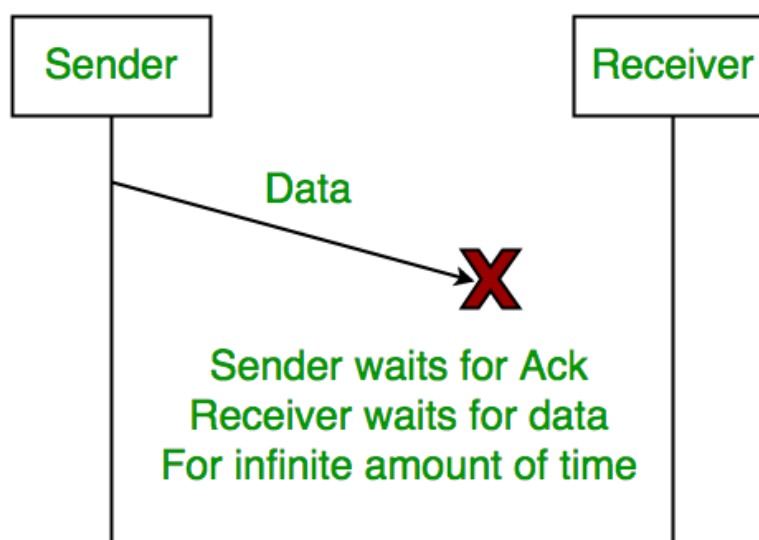 Sender
Receiver
Data
Sender waits for Ack
Receiver waits for data
For infinite amount of time